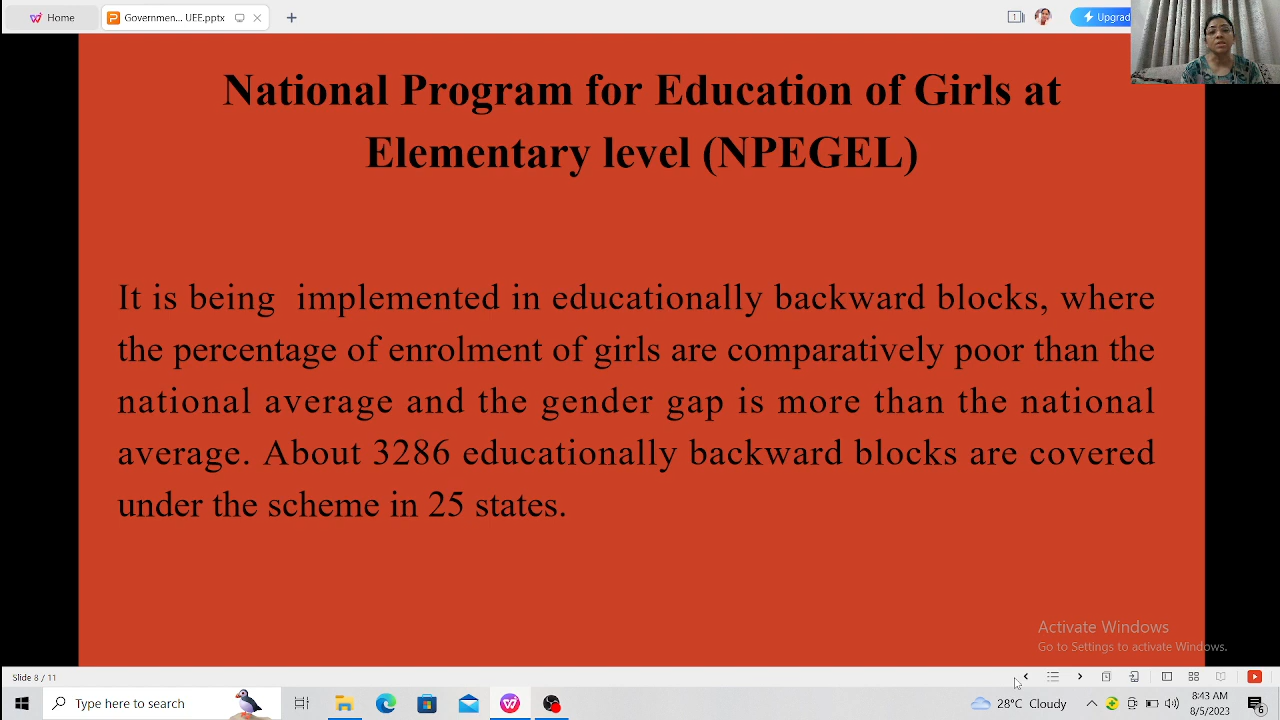 Home
Governmen... UEE.pptx
Upgrad
National Program for Education of Girls at
Elementary level (NPEGEL)
It is being implemented in educationally backward blocks, where
the percentage of enrolment of girls are comparatively poor than the
national average and the gender gap is more than the national
average. About 3286 educationally backward blocks are covered
under the scheme in 25 states.
Activate Windows
Go to Settings to activate Windows.
Slide 8 / 11
Type here to search
28°C Cloudy
8:43 AM
8/5/2023
6